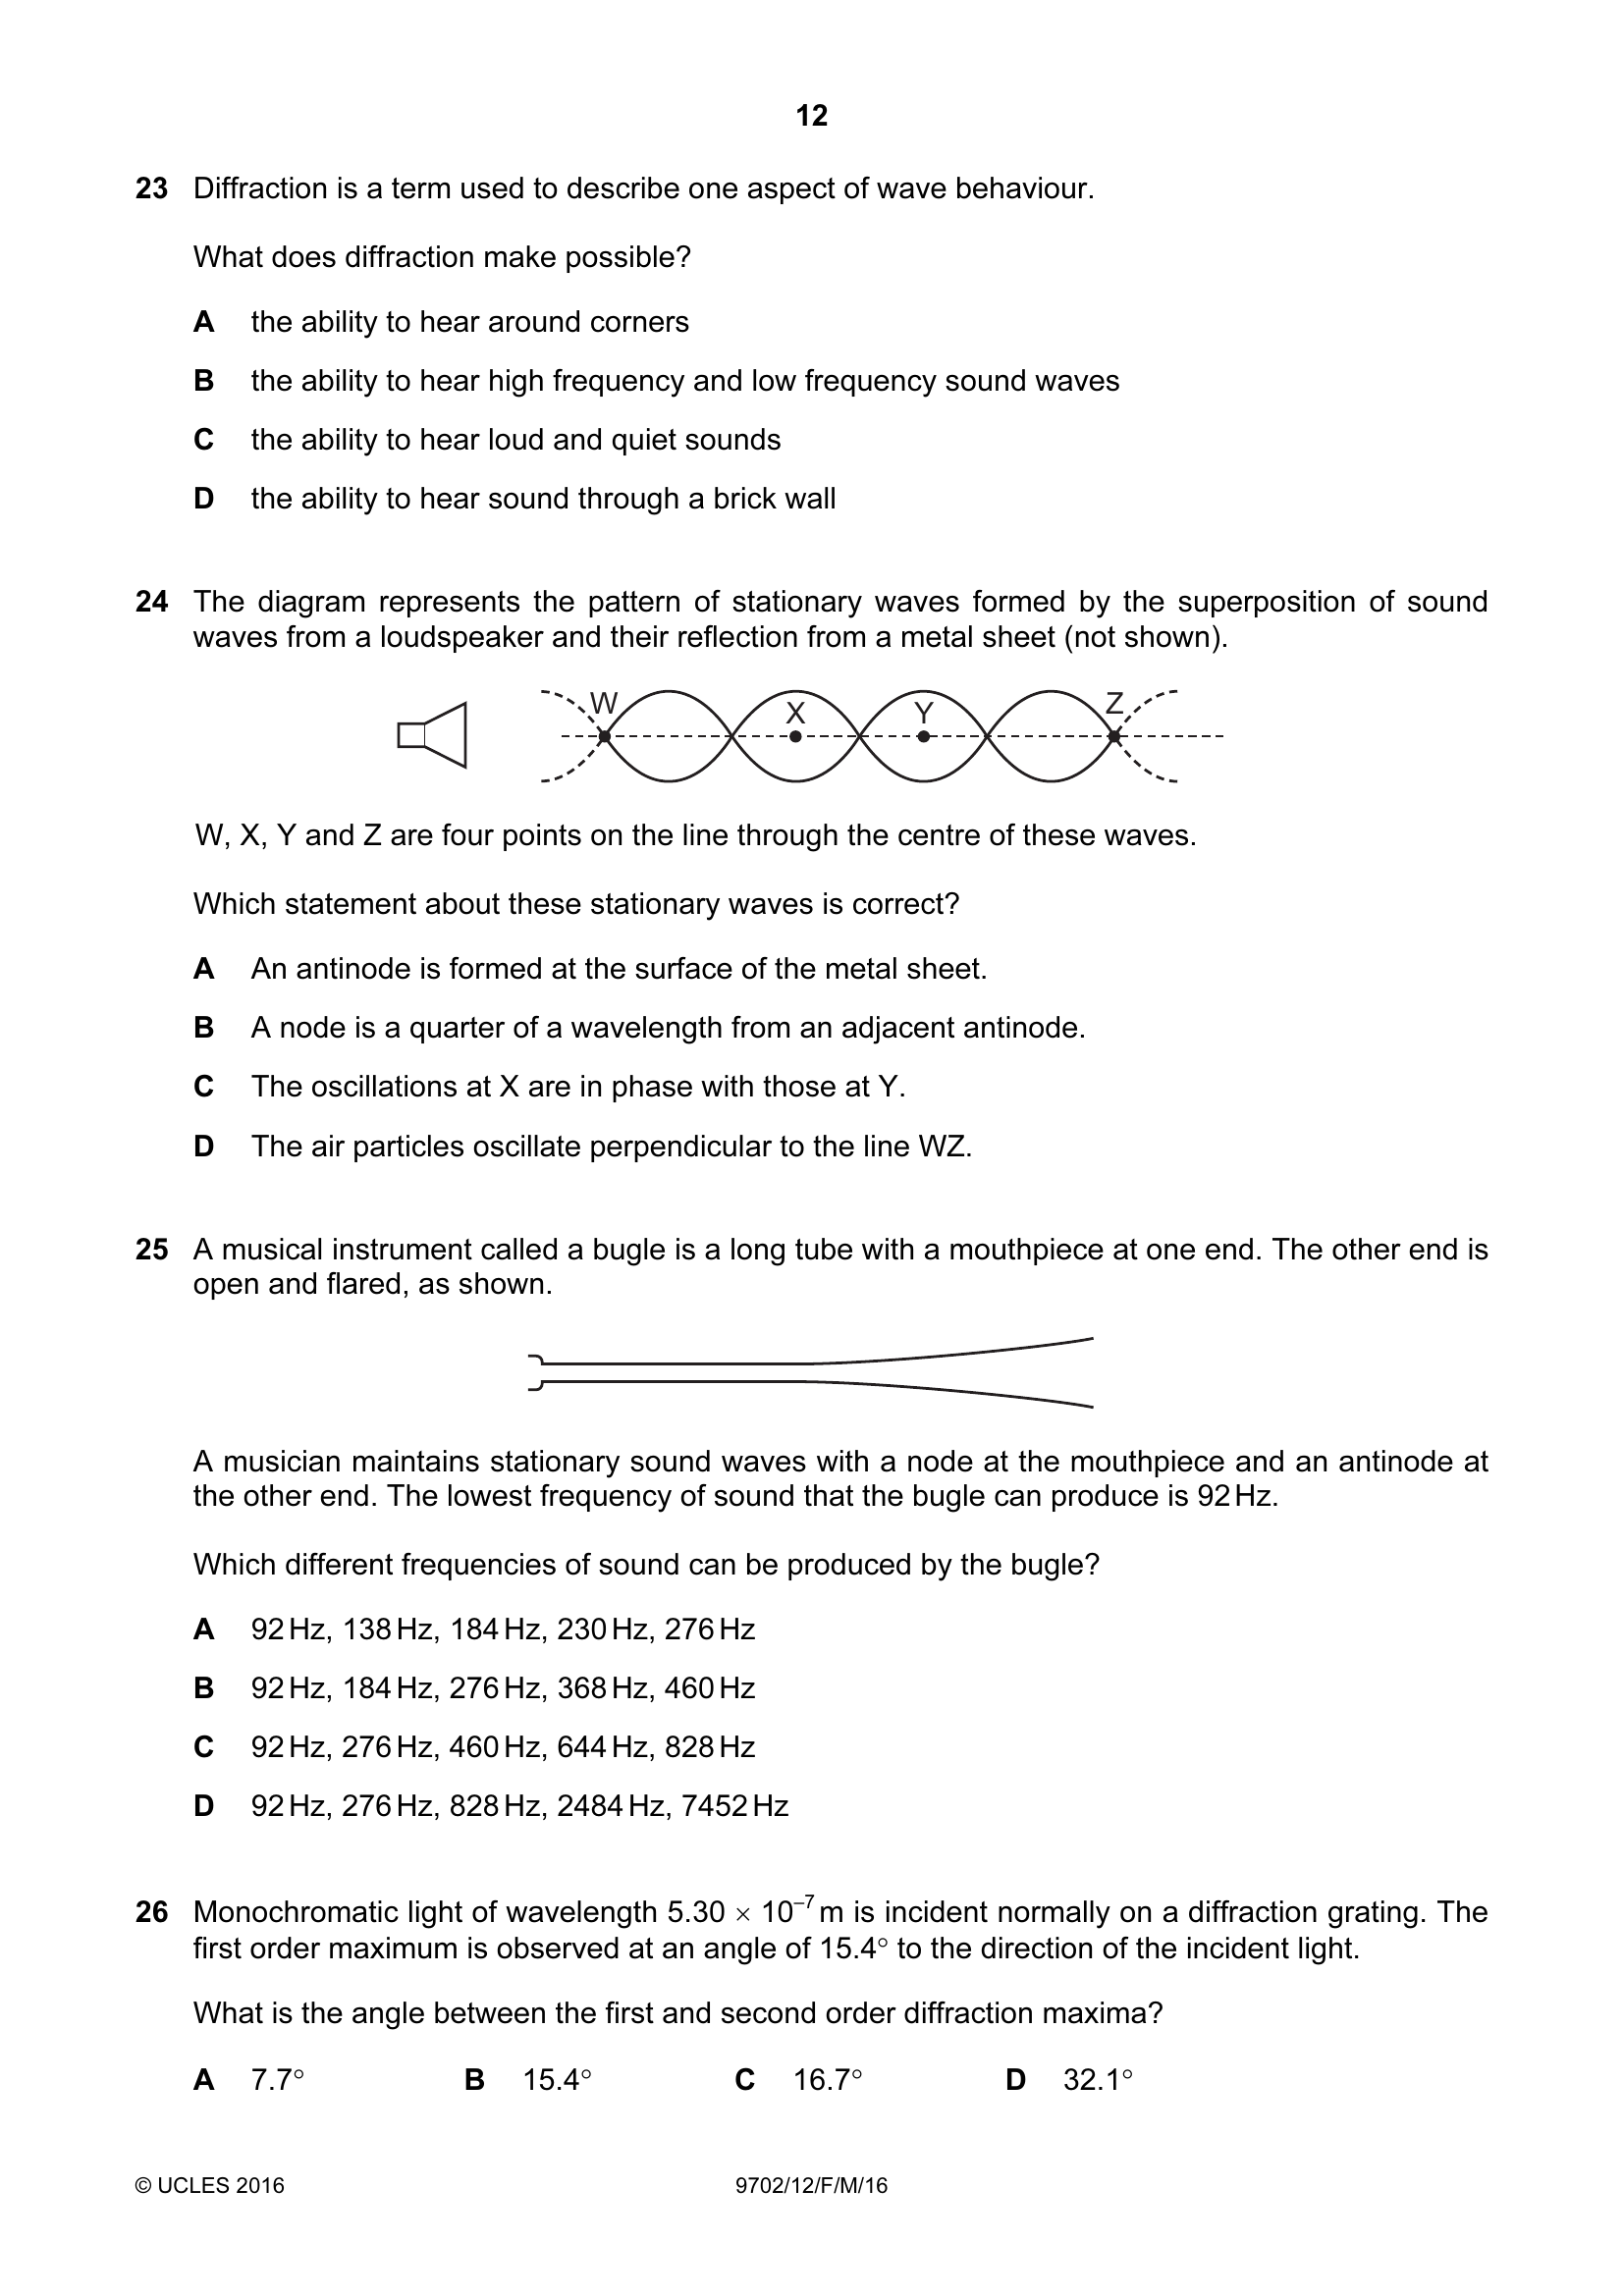 12
23 Diffraction is a term used to describe one aspect of wave behaviour.
What does diffraction make possible?
A the ability to hear around corners
B the ability to hear high frequency and low frequency sound waves
C the ability to hear loud and quiet sounds
D the ability to hear sound through a brick wall
24 The diagram represents the pattern of stationary waves formed by the superposition of sound
waves from a loudspeaker and their reflection from a metal sheet (not shown).
W X Y Z
W, X, Y and Z are four points on the line through the centre of these waves.
Which statement about these stationary waves is correct?
A An antinode is formed at the surface of the metal sheet.
B A node is a quarter of a wavelength from an adjacent antinode.
C The oscillations at X are in phase with those at Y.
D The air particles oscillate perpendicular to the line WZ.
25 A musical instrument called a bugle is a long tube with a mouthpiece at one end. The other end is
open and flared, as shown.
A musician maintains stationary sound waves with a node at the mouthpiece and an antinode at
the other end. The lowest frequency of sound that the bugle can produce is 92 Hz.
Which different frequencies of sound can be produced by the bugle?
A 92 Hz, 138 Hz, 184 Hz, 230 Hz, 276 Hz
B 92 Hz, 184 Hz, 276 Hz, 368 Hz, 460 Hz
C 92 Hz, 276 Hz, 460 Hz, 644 Hz, 828 Hz
D 92 Hz, 276 Hz, 828 Hz, 2484 Hz, 7452 Hz
26 Monochromatic light of wavelength 5.30 × 10⁻⁷ m is incident normally on a diffraction grating. The
first order maximum is observed at an angle of 15.4° to the direction of the incident light.
What is the angle between the first and second order diffraction maxima?
A 7.7° B 15.4° C 16.7° D 32.1°
© UCLES 2016 9702/12/F/M/16